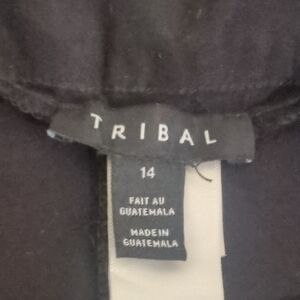 TRIBAL
14
FAIT AU
GUATEMALA
MADE IN
GUATEMALA